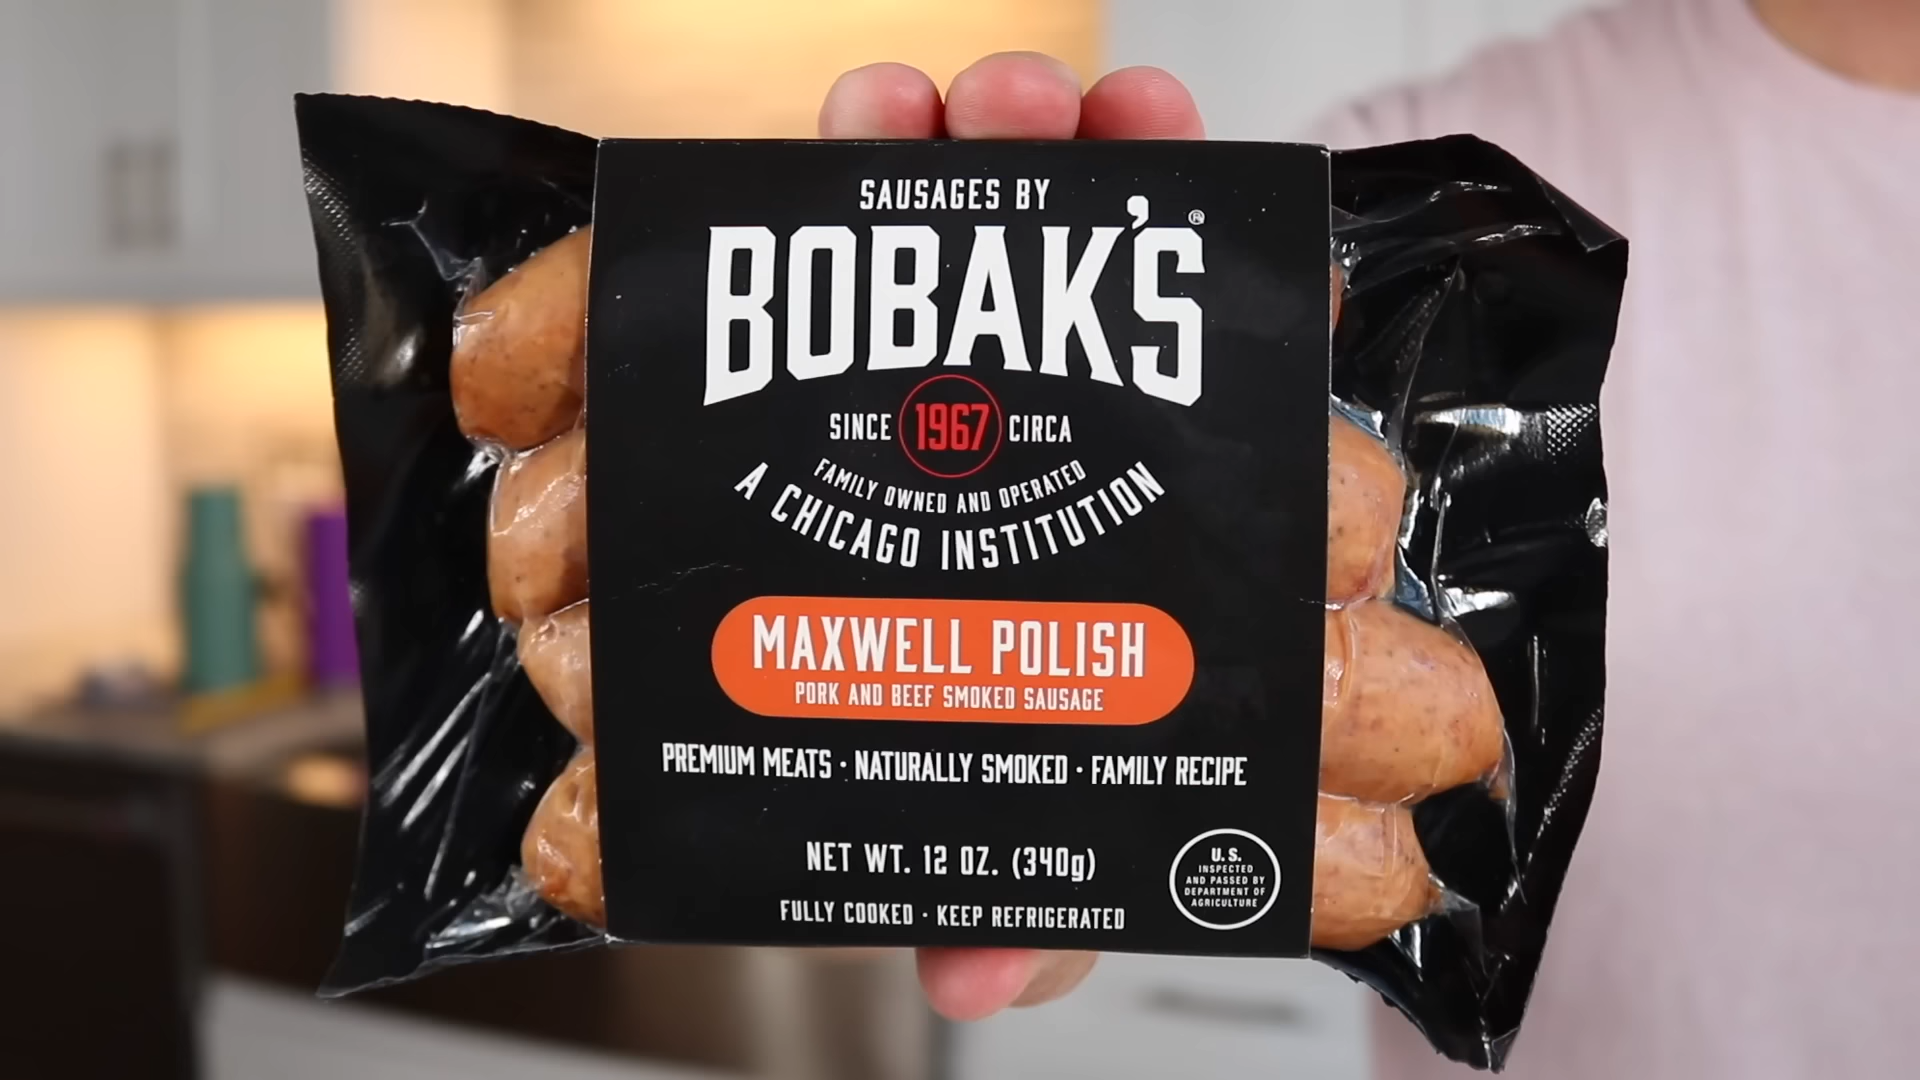 SAUSAGES BY
BOBAK'S ®
SINCE 1967 CIRCA
FAMILY OWNED AND OPERATED
A CHICAGO INSTITUTION
MAXWELL POLISH
PORK AND BEEF SMOKED SAUSAGE
PREMIUM MEATS · NATURALLY SMOKED · FAMILY RECIPE
NET WT. 12 OZ. (340g)
FULLY COOKED · KEEP REFRIGERATED
U.S.
INSPECTED
AND PASSED BY
DEPARTMENT OF
AGRICULTURE